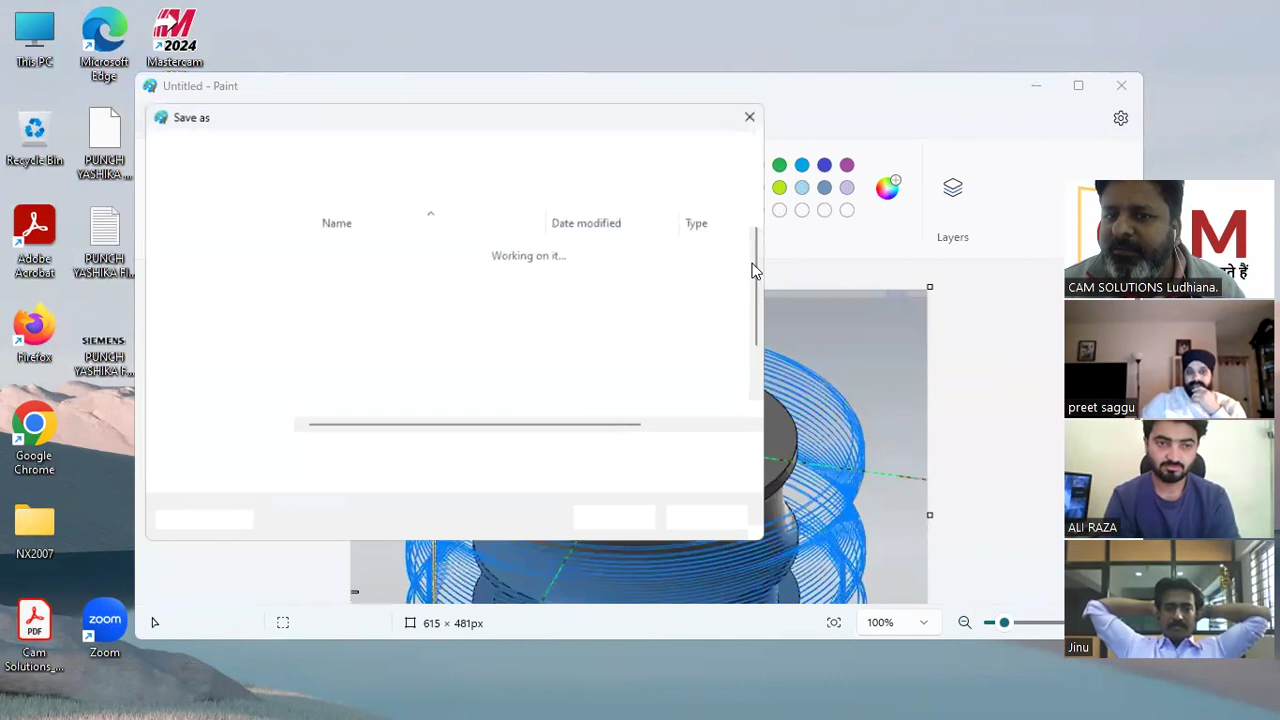 This PC
Microsoft
Edge
2024
Mastercam
Recycle Bin
PUNCH
YASHIKA ...
Adobe
Acrobat
PUNCH
YASHIKA FI...
Firefox
SIEMENS
PUNCH
YASHIKA F...
Google
Chrome
NX2007
PDF
Cam
Solutions_...
zoom
Zoom
Untitled - Paint
Save as
Name
Date modified
Type
Working on it...
Layers
615 × 481px
100%
M
ते हैं
CAM SOLUTIONS Ludhiana.
preet saggu
ALI RAZA
Jinu